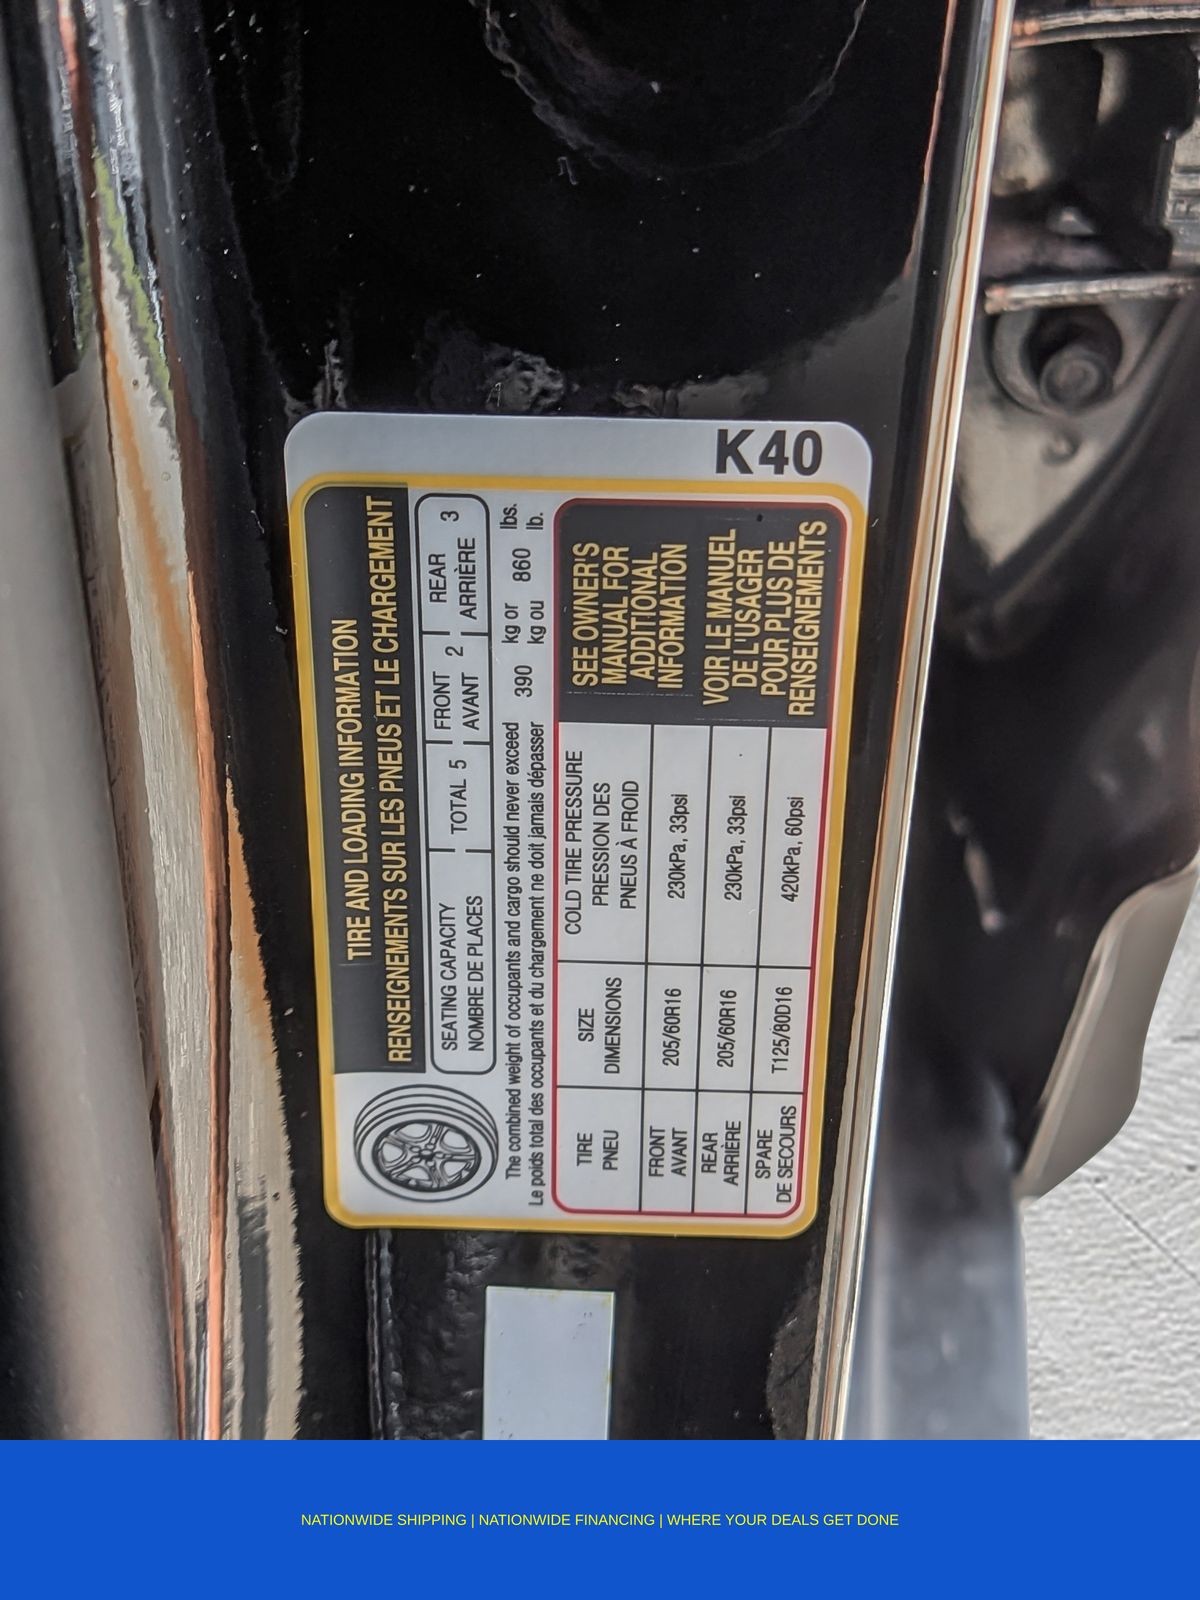 K40
TIRE AND LOADING INFORMATION
RENSEIGNEMENTS SUR LES PNEUS ET LE CHARGEMENT
SEATING CAPACITY
NOMBRE DE PLACES
TOTAL 5
FRONT
AVANT 2
REAR
ARRIÈRE 3
The combined weight of occupants and cargo should never exceed 390 kg or 860 lbs.
Le poids total des occupants et du chargement ne doit jamais dépasser kg ou lb.
TIRE
PNEU
SIZE
DIMENSIONS
COLD TIRE PRESSURE
PRESSION DES
PNEUS À FROID
FRONT
AVANT
205/60R16
230kPa, 33psi
REAR
ARRIÈRE
205/60R16
230kPa, 33psi
SPARE
DE SECOURS
T125/80D16
420kPa, 60psi
SEE OWNER'S
MANUAL FOR
ADDITIONAL
INFORMATION
VOIR LE MANUEL
DE L'USAGER
POUR PLUS DE
RENSEIGNEMENTS
NATIONWIDE SHIPPING | NATIONWIDE FINANCING | WHERE YOUR DEALS GET DONE